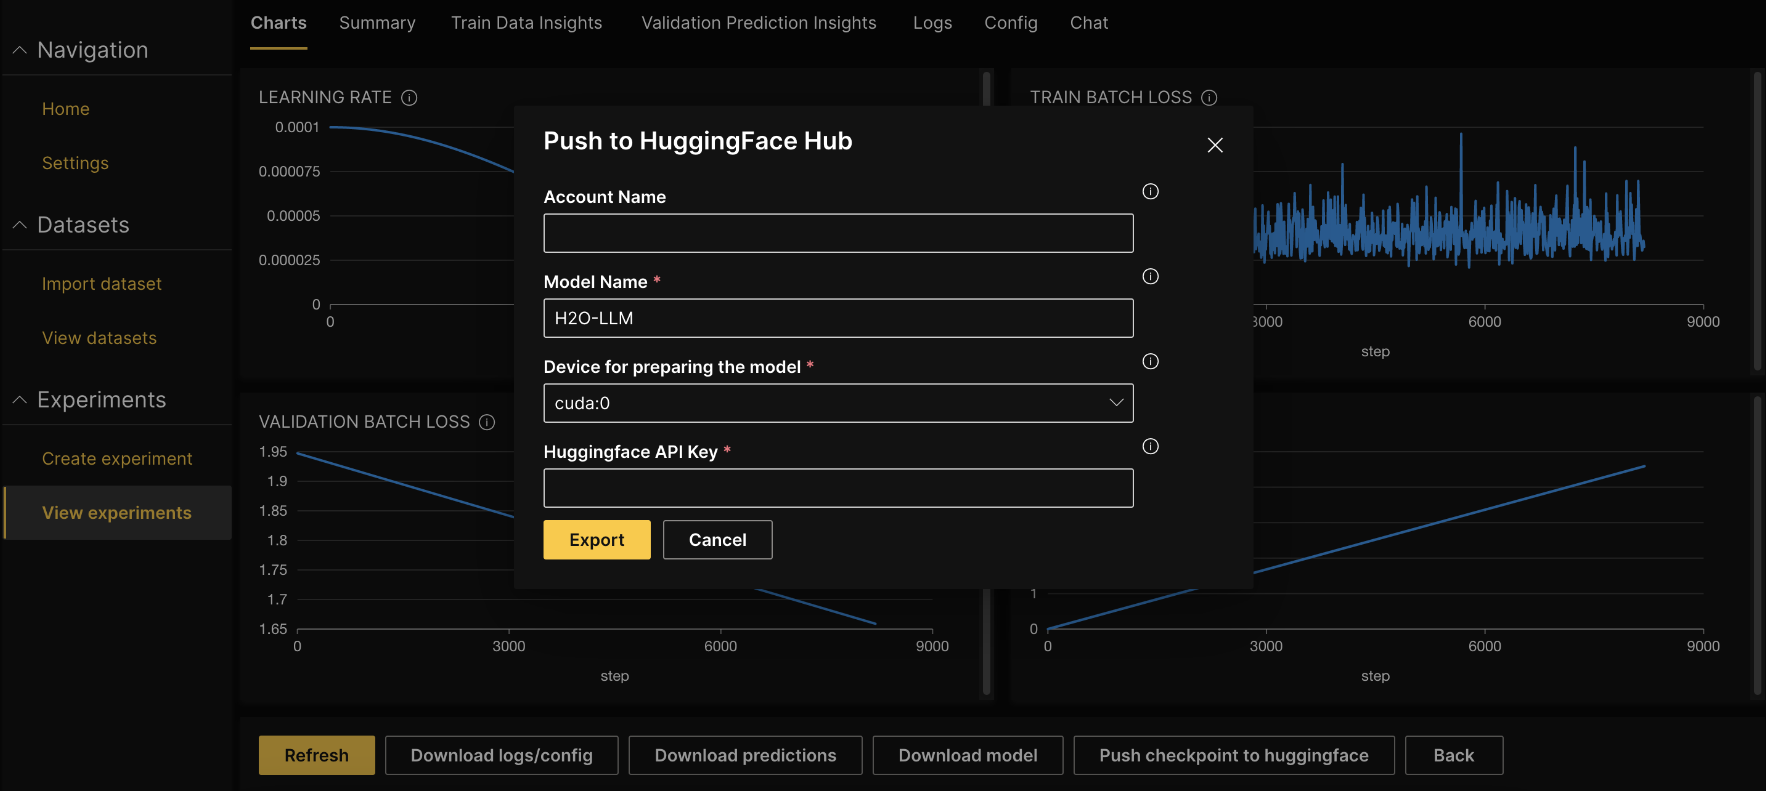 Navigation
Home
Settings
Datasets
Import dataset
View datasets
Experiments
Create experiment
View experiments
Charts Summary Train Data Insights Validation Prediction Insights Logs Config Chat
LEARNING RATE
0.0001
0.000075
0.00005
0.000025
0
0
TRAIN BATCH LOSS
3000 6000 9000
step
Push to HuggingFace Hub
Account Name
Model Name *
H2O-LLM
Device for preparing the model *
cuda:0
Huggingface API Key *
Export Cancel
VALIDATION BATCH LOSS
1.95
1.9
1.85
1.8
1.75
1.7
1.65
0 3000 6000 9000
step
1
0
0 3000 6000 9000
step
Refresh Download logs/config Download predictions Download model Push checkpoint to huggingface Back